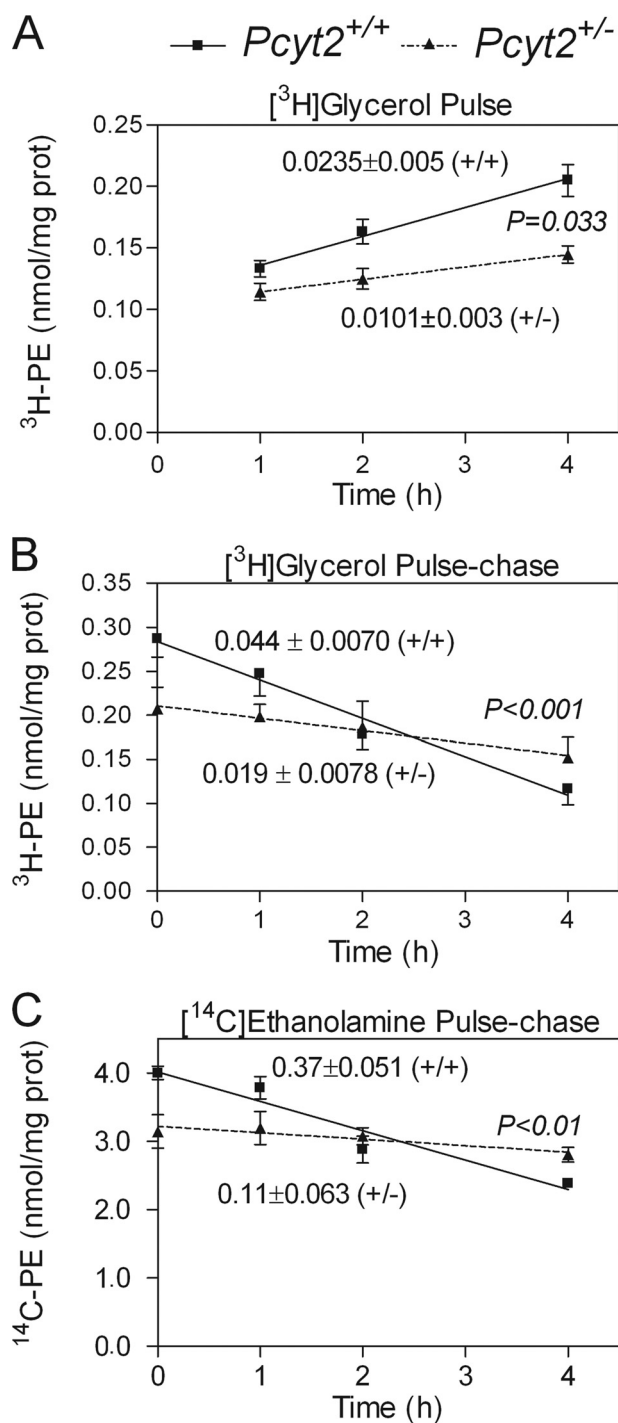 A
Pcyt2+/+ Pcyt2+/-
[3H]Glycerol Pulse
0.25
0.20
0.15
0.10
0.05
0.00
0.0235±0.005 (+/+)
P=0.033
0.0101±0.003 (+/-)
3H-PE (nmol/mg prot)
0 1 2 3 4
Time (h)
B
[3H]Glycerol Pulse-chase
0.35
0.30
0.25
0.20
0.15
0.10
0.05
0.00
0.044 ± 0.0070 (+/+)
P<0.001
0.019 ± 0.0078 (+/-)
3H-PE (nmol/mg prot)
0 1 2 3 4
Time (h)
C
[14C]Ethanolamine Pulse-chase
4.0
3.0
2.0
1.0
0.0
0.37±0.051 (+/+)
P<0.01
0.11±0.063 (+/-)
14C-PE (nmol/mg prot)
0 1 2 3 4
Time (h)